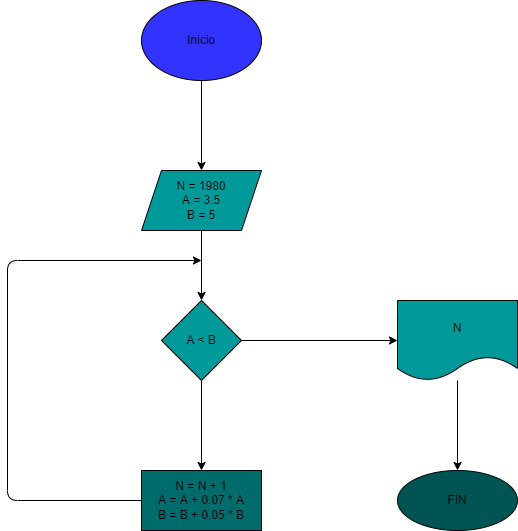 Inicio
N = 1980
A = 3.5
B = 5
A < B
N
N = N + 1
A = A + 0.07 * A
B = B + 0.05 * B
FIN